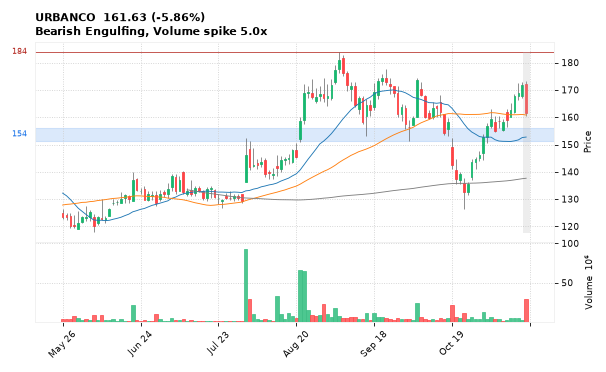 URBANCO 161.63 (-5.86%)
Bearish Engulfing, Volume spike 5.0x
184
154
180
170
160
150
140
130
120
Price
100
50
Volume 10⁴
May 26
Jun 24
Jul 23
Aug 20
Sep 18
Oct 19